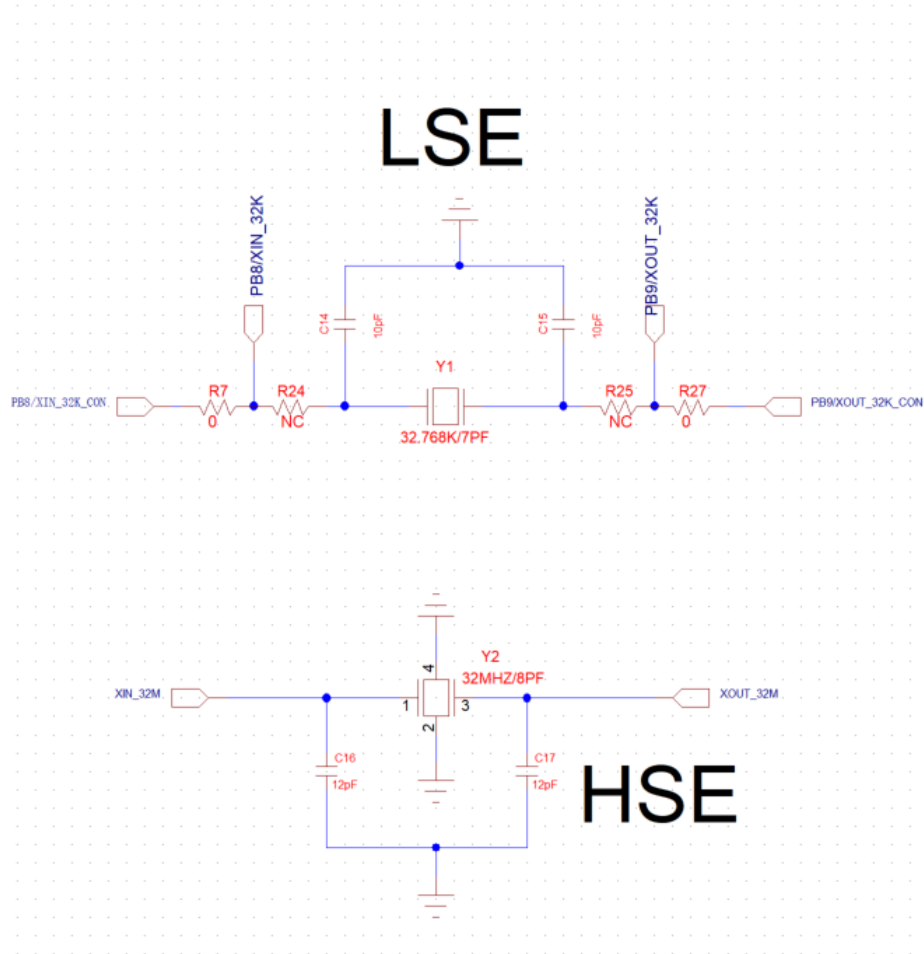 LSE
PB8/XIN_32K
PB9/XOUT_32K
C14
10pF
C15
10pF
Y1
32.768K/7PF
PB8/XIN_32K_CON
R7
0
R24
NC
R25
NC
R27
0
PB9/XOUT_32K_CON
Y2
32MHZ/8PF
4
1
3
2
XIN_32M
XOUT_32M
C16
12pF
C17
12pF
HSE